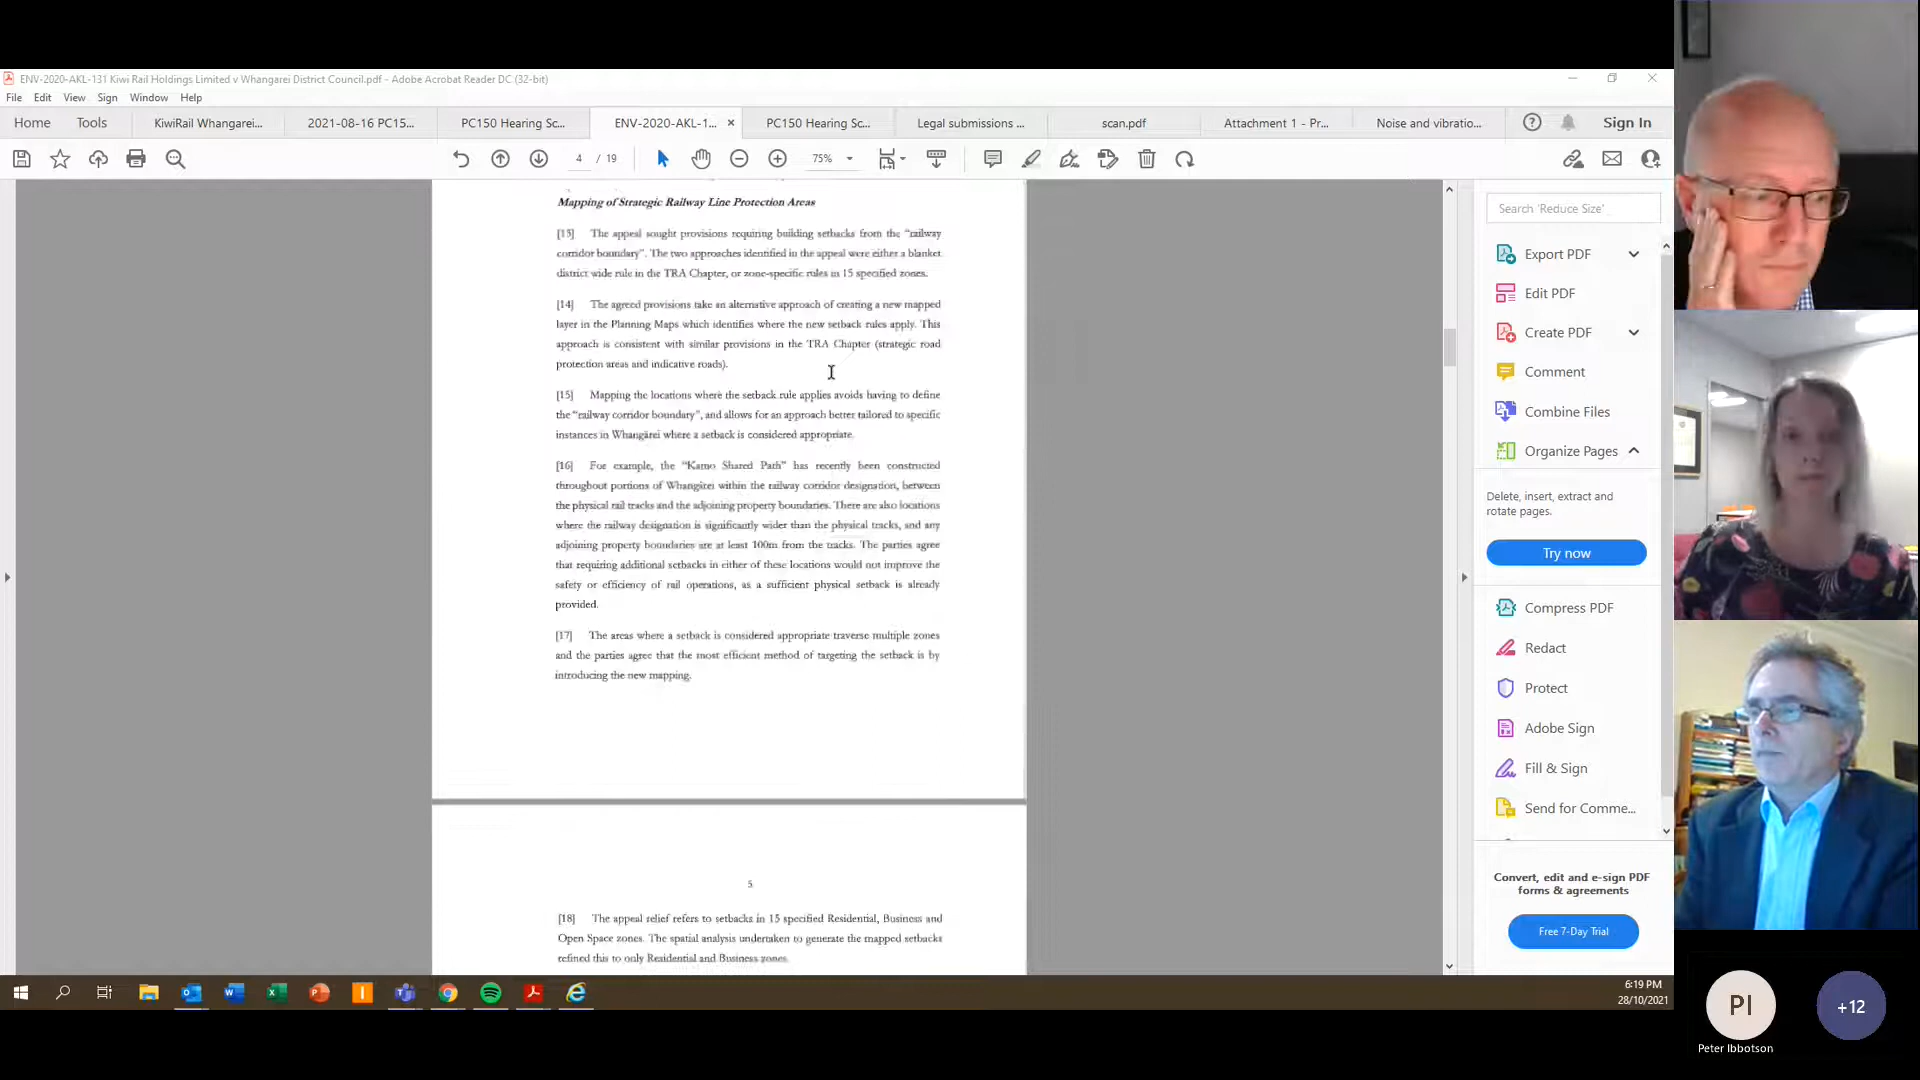 ENV-2020-AKL-131 Kiwi Rail Holdings Limited v Whangarei District Council.pdf - Adobe Acrobat Reader DC (32-bit)
File Edit View Sign Window Help
Home Tools KiwiRail Whangarei... 2021-08-16 PC15... PC150 Hearing Sc... ENV-2020-AKL-1... × PC150 Hearing Sc... Legal submissions ... scan.pdf Attachment 1 - Pr... Noise and vibratio... Sign In
4 / 19 75%
Mapping of Strategic Railway Line Protection Areas
[13] The appeal sought provisions requiring building setbacks from the “railway
corridor boundary”. The two approaches identified in the appeal were either a blanket
district wide rule in the TRA Chapter, or zone-specific rules in 15 specified zones.
[14] The agreed provisions take an alternative approach of creating a new mapped
layer in the Planning Maps which identifies where the new setback rules apply. This
approach is consistent with similar provisions in the TRA Chapter (strategic road
protection areas and indicative roads).
[15] Mapping the locations where the setback rule applies avoids having to define
the “railway corridor boundary”, and allows for an approach better tailored to specific
instances in Whangārei where a setback is considered appropriate.
[16] For example, the “Kamo Shared Path” has recently been constructed
throughout portions of Whangārei within the railway corridor designation, between
the physical rail tracks and the adjoining property boundaries. There are also locations
where the railway designation is significantly wider than the physical tracks, and any
adjoining property boundaries are at least 100m from the tracks. The parties agree
that requiring additional setbacks in either of these locations would not improve the
safety or efficiency of rail operations, as a sufficient physical setback is already
provided.
[17] The areas where a setback is considered appropriate traverse multiple zones
and the parties agree that the most efficient method of targeting the setback is by
introducing the new mapping.
5
[18] The appeal relief refers to setbacks in 15 specified Residential, Business and
Open Space zones. The spatial analysis undertaken to generate the mapped setbacks
refined this to only Residential and Business zones.
Search 'Reduce Size'
Export PDF
Edit PDF
Create PDF
Comment
Combine Files
Organize Pages
Delete, insert, extract and
rotate pages.
Try now
Compress PDF
Redact
Protect
Adobe Sign
Fill & Sign
Send for Comme...
Convert, edit and e-sign PDF
forms & agreements
Free 7-Day Trial
6:19 PM
28/10/2021
PI
Peter Ibbotson
+12